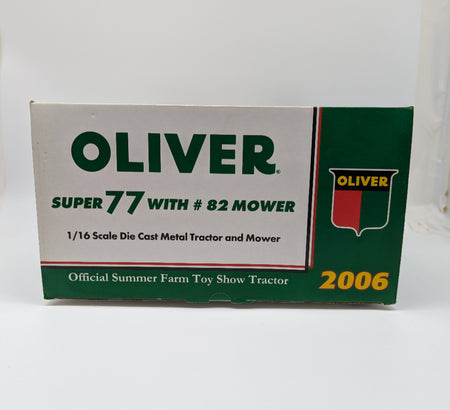 OLIVER®
SUPER 77 WITH # 82 MOWER
1/16 Scale Die Cast Metal Tractor and Mower
Official Summer Farm Toy Show Tractor
OLIVER
2006